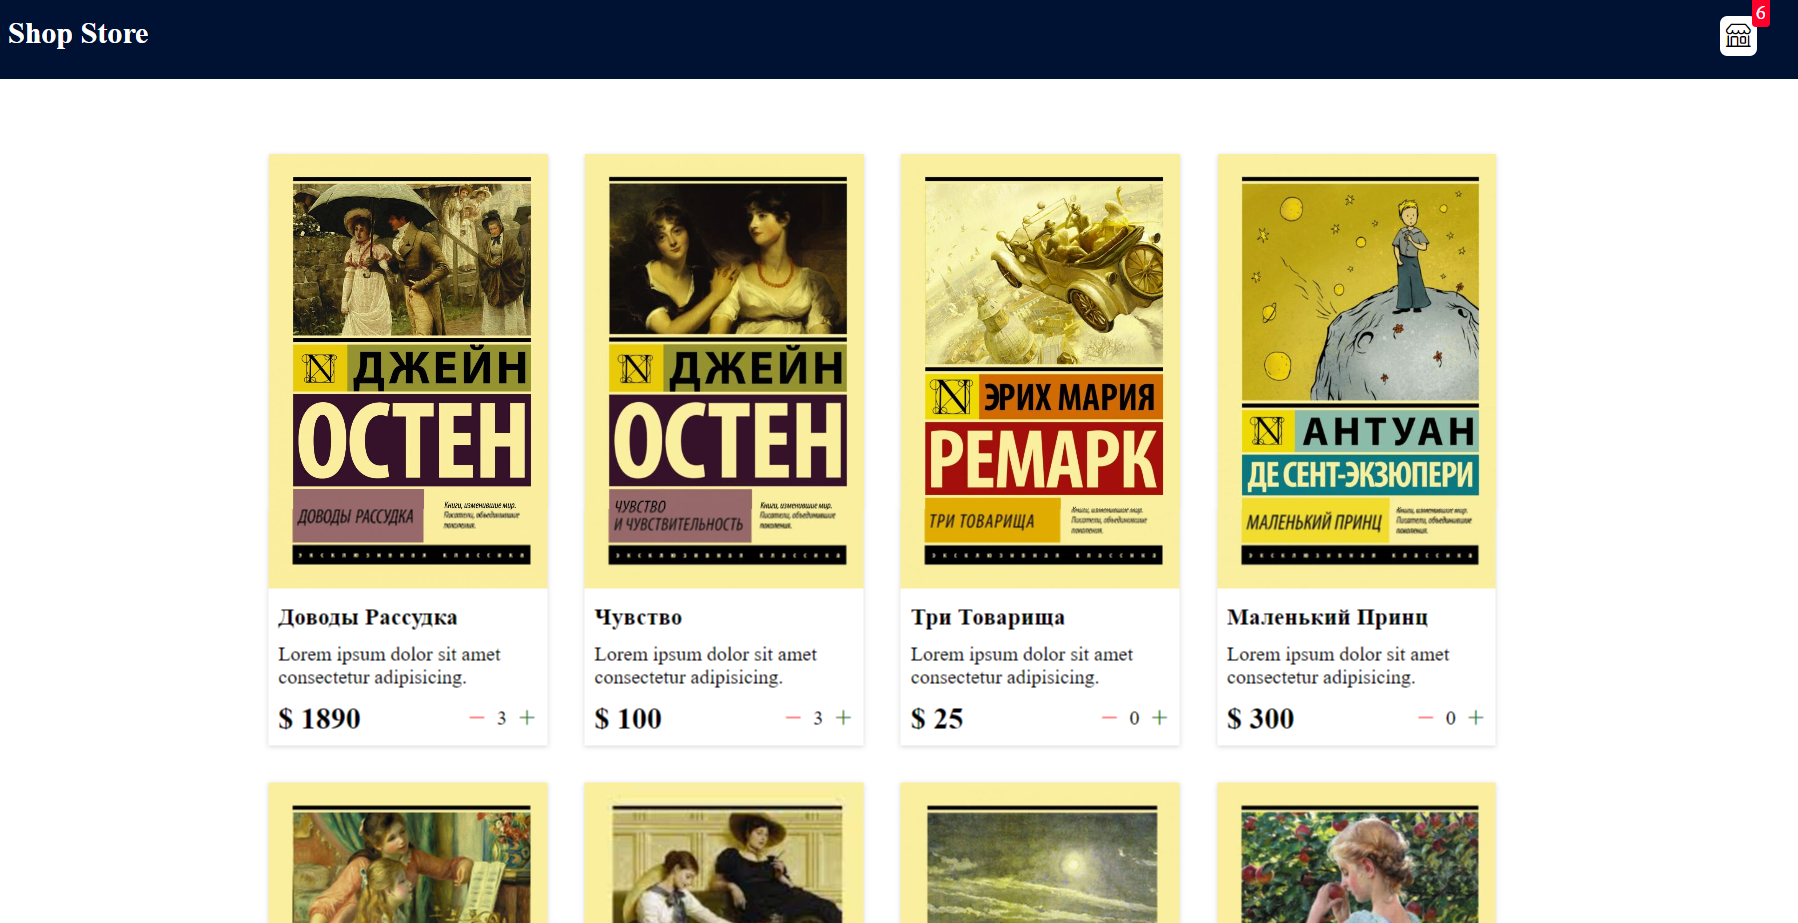 Shop Store
6
N ДЖЕЙН
ОСТЕН
ДОВОДЫ РАССУДКА
Книги, изменившие мир.
Писатели, объединившие
поколения.
эксклюзивная классика
Доводы Рассудка
Lorem ipsum dolor sit amet
consectetur adipisicing.
$ 1890
− 3 +
N ДЖЕЙН
ОСТЕН
ЧУВСТВО
И ЧУВСТВИТЕЛЬНОСТЬ
Книги, изменившие мир.
Писатели, объединившие
поколения.
эксклюзивная классика
Чувство
Lorem ipsum dolor sit amet
consectetur adipisicing.
$ 100
− 3 +
N ЭРИХ МАРИЯ
РЕМАРК
ТРИ ТОВАРИЩА
Книги, изменившие мир.
Писатели, объединившие
поколения.
эксклюзивная классика
Три Товарища
Lorem ipsum dolor sit amet
consectetur adipisicing.
$ 25
− 0 +
N АНТУАН
ДЕ СЕНТ-ЭКЗЮПЕРИ
МАЛЕНЬКИЙ ПРИНЦ
Книги, изменившие мир.
Писатели, объединившие
поколения.
эксклюзивная классика
Маленький Принц
Lorem ipsum dolor sit amet
consectetur adipisicing.
$ 300
− 0 +